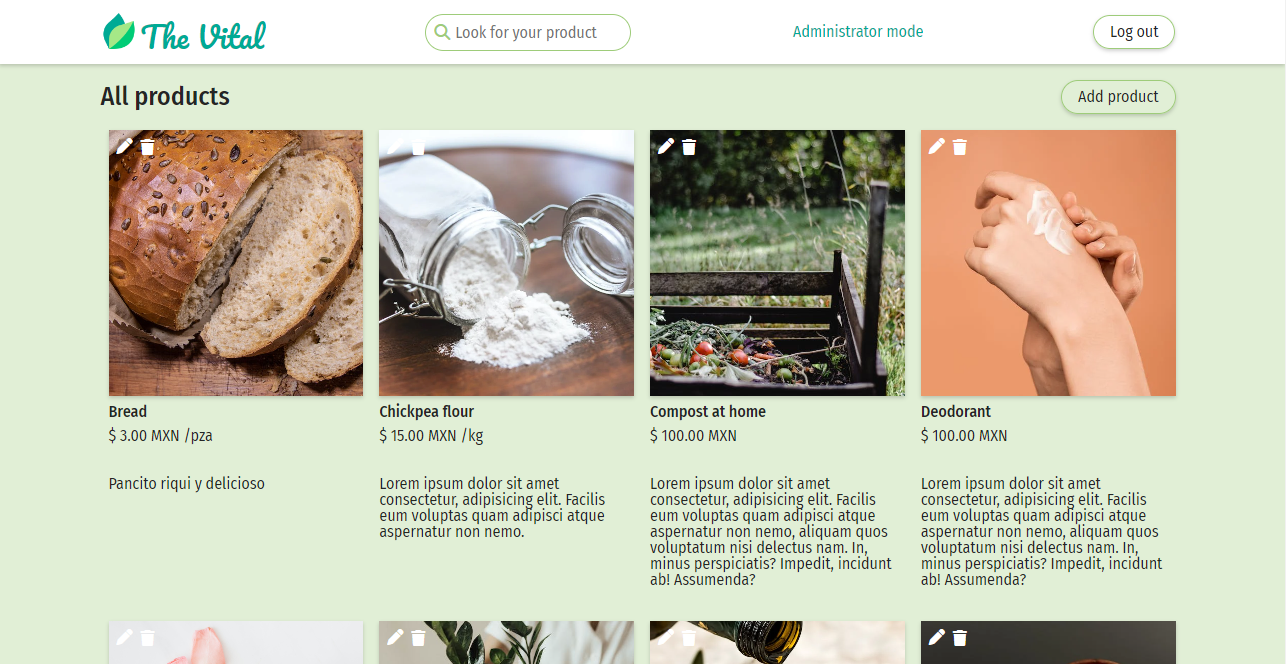 The Vital
Look for your product
Administrator mode
Log out
All products
Add product
Bread
$ 3.00 MXN /pza
Pancito riqui y delicioso
Chickpea flour
$ 15.00 MXN /kg
Lorem ipsum dolor sit amet
consectetur, adipisicing elit. Facilis
eum voluptas quam adipisci atque
aspernatur non nemo.
Compost at home
$ 100.00 MXN
Lorem ipsum dolor sit amet
consectetur, adipisicing elit. Facilis
eum voluptas quam adipisci atque
aspernatur non nemo, aliquam quos
voluptatum nisi delectus nam. In,
minus perspiciatis? Impedit, incidunt
ab! Assumenda?
Deodorant
$ 100.00 MXN
Lorem ipsum dolor sit amet
consectetur, adipisicing elit. Facilis
eum voluptas quam adipisci atque
aspernatur non nemo, aliquam quos
voluptatum nisi delectus nam. In,
minus perspiciatis? Impedit, incidunt
ab! Assumenda?